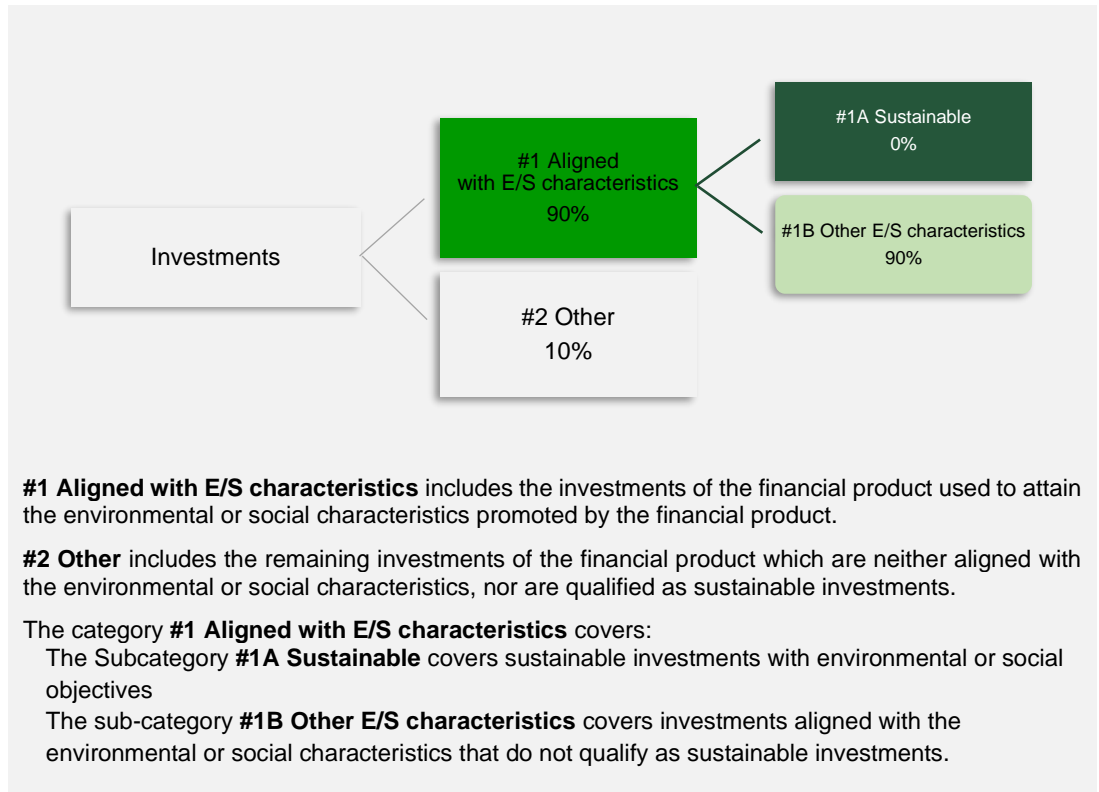 #1A Sustainable
0%
#1 Aligned
with E/S characteristics
90%
#1B Other E/S characteristics
90%
Investments
#2 Other
10%
#1 Aligned with E/S characteristics includes the investments of the financial product used to attain
the environmental or social characteristics promoted by the financial product.
#2 Other includes the remaining investments of the financial product which are neither aligned with
the environmental or social characteristics, nor are qualified as sustainable investments.
The category #1 Aligned with E/S characteristics covers:
The Subcategory #1A Sustainable covers sustainable investments with environmental or social
objectives
The sub-category #1B Other E/S characteristics covers investments aligned with the
environmental or social characteristics that do not qualify as sustainable investments.